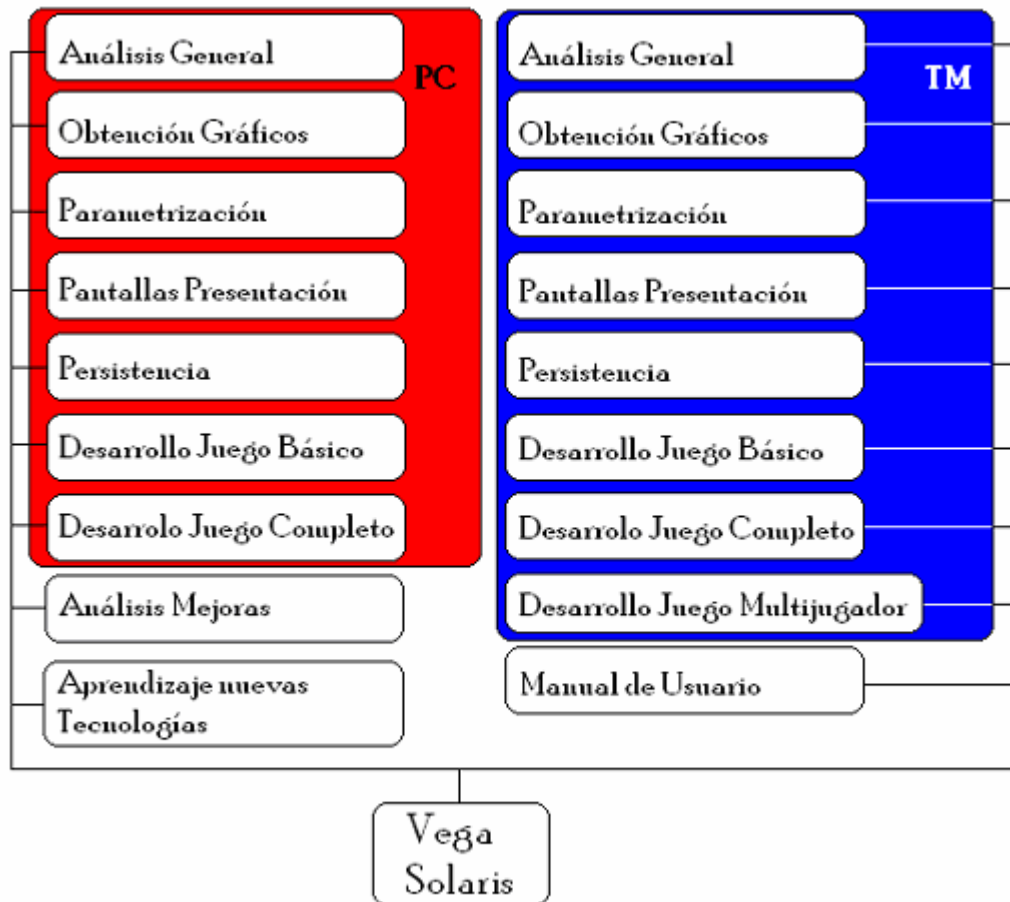 PC
Análisis General
Obtención Gráficos
Parametrización
Pantallas Presentación
Persistencia
Desarrollo Juego Básico
Desarrolo Juego Completo
Análisis Mejoras
Aprendizaje nuevas
Tecnologías
TM
Análisis General
Obtención Gráficos
Parametrización
Pantallas Presentación
Persistencia
Desarrollo Juego Básico
Desarrolo Juego Completo
Desarrollo Juego Multijugador
Manual de Usuario
Vega
Solaris